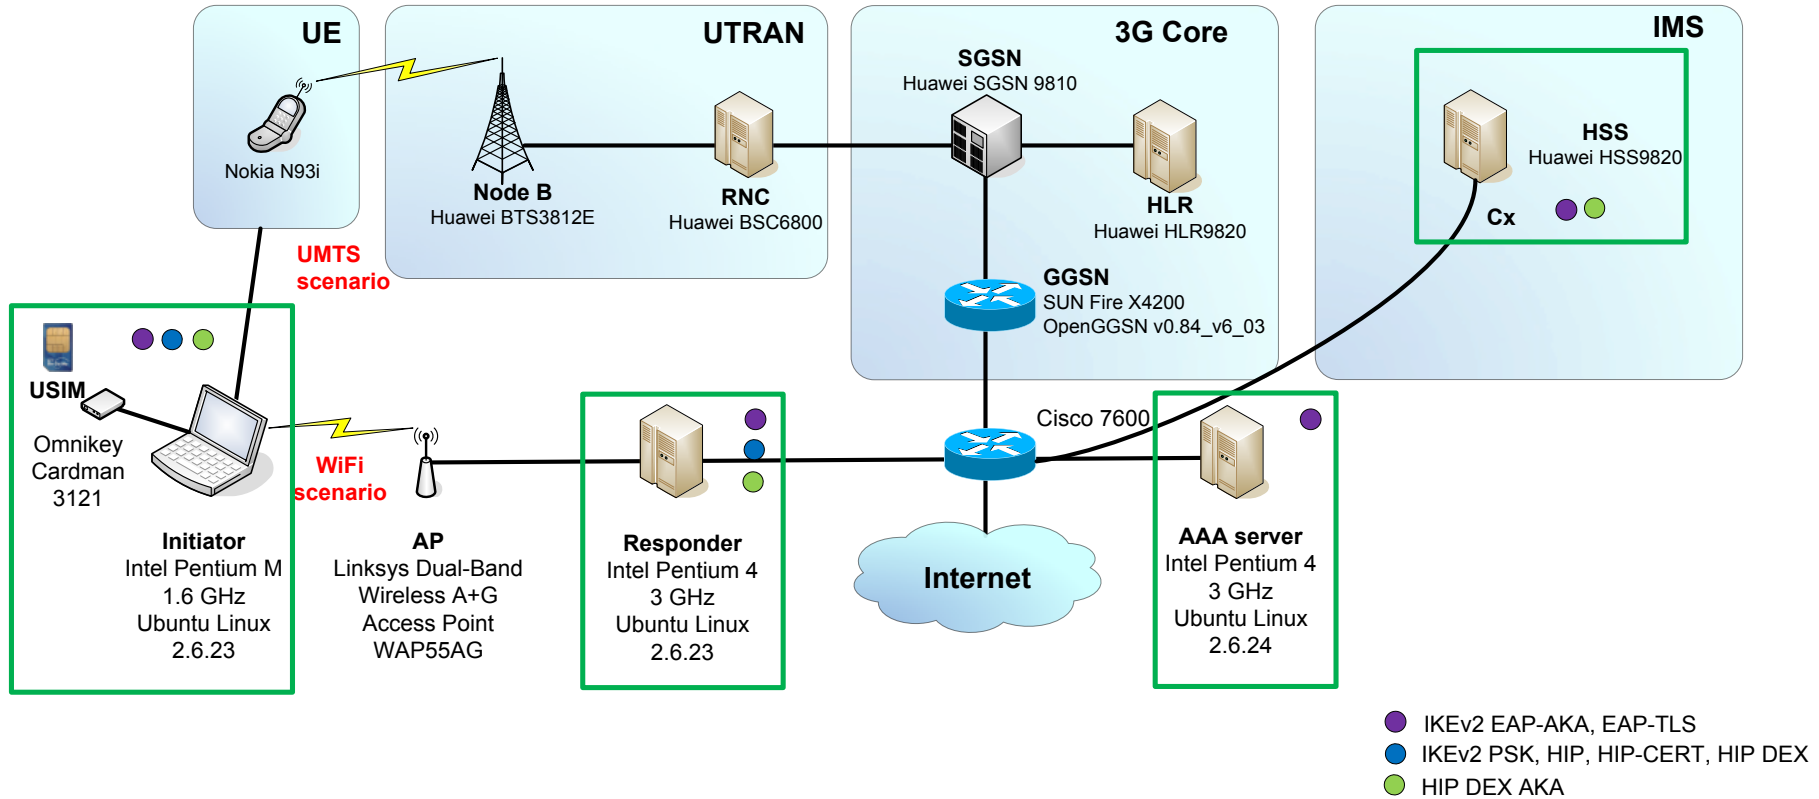 UE
UTRAN
3G Core
IMS
SGSN
Huawei SGSN 9810
HSS
Huawei HSS9820
Nokia N93i
Node B
Huawei BTS3812E
RNC
Huawei BSC6800
HLR
Huawei HLR9820
Cx
UMTS
scenario
GGSN
SUN Fire X4200
OpenGGSN v0.84_v6_03
USIM
Omnikey
Cardman
3121
WiFi
scenario
Cisco 7600
Initiator
Intel Pentium M
1.6 GHz
Ubuntu Linux
2.6.23
AP
Linksys Dual-Band
Wireless A+G
Access Point
WAP55AG
Responder
Intel Pentium 4
3 GHz
Ubuntu Linux
2.6.23
Internet
AAA server
Intel Pentium 4
3 GHz
Ubuntu Linux
2.6.24
IKEv2 EAP-AKA, EAP-TLS
IKEv2 PSK, HIP, HIP-CERT, HIP DEX
HIP DEX AKA